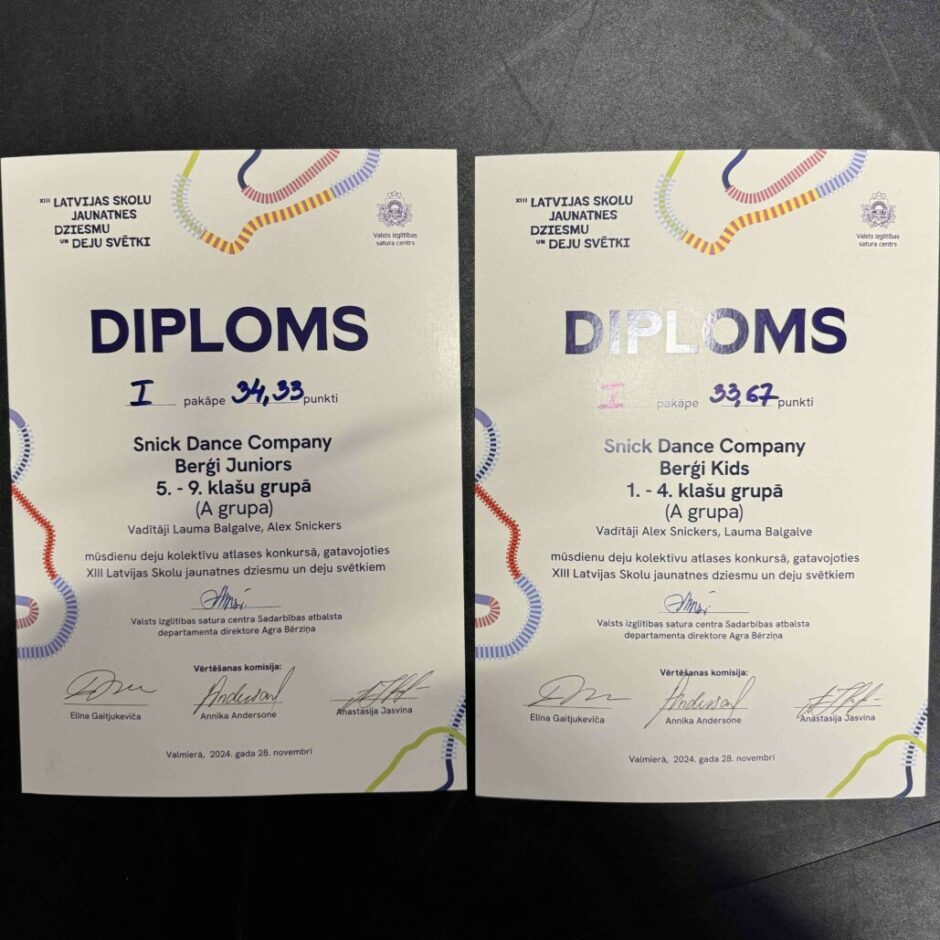 XIII LATVIJAS SKOLU
JAUNATNES
DZIESMU
UN DEJU SVĒTKI
Valsts izglītības
satura centrs
DIPLOMS
I pakāpe 34,33 punkti
Snick Dance Company
Berģi Juniors
5. - 9. klašu grupā
(A grupa)
Vadītāji Lauma Balgalve, Alex Snickers
mūsdienu deju kolektīvu atlases konkursā, gatavojoties
XIII Latvijas Skolu jaunatnes dziesmu un deju svētkiem
Valsts izglītības satura centra Sadarbības atbalsta
departamenta direktore Agra Bērziņa
Vērtēšanas komisija:
Elīna Gaitjukeviča
Annika Andersone
Anastasija Jasvina
Valmierā, 2024. gada 28. novembrī
XIII LATVIJAS SKOLU
JAUNATNES
DZIESMU
UN DEJU SVĒTKI
Valsts izglītības
satura centrs
DIPLOMS
I pakāpe 33,67 punkti
Snick Dance Company
Berģi Kids
1. - 4. klašu grupā
(A grupa)
Vadītāji Alex Snickers, Lauma Balgalve
mūsdienu deju kolektīvu atlases konkursā, gatavojoties
XIII Latvijas Skolu jaunatnes dziesmu un deju svētkiem
Valsts izglītības satura centra Sadarbības atbalsta
departamenta direktore Agra Bērziņa
Vērtēšanas komisija:
Elīna Gaitjukeviča
Annika Andersone
Anastasija Jasvina
Valmierā, 2024. gada 28. novembrī